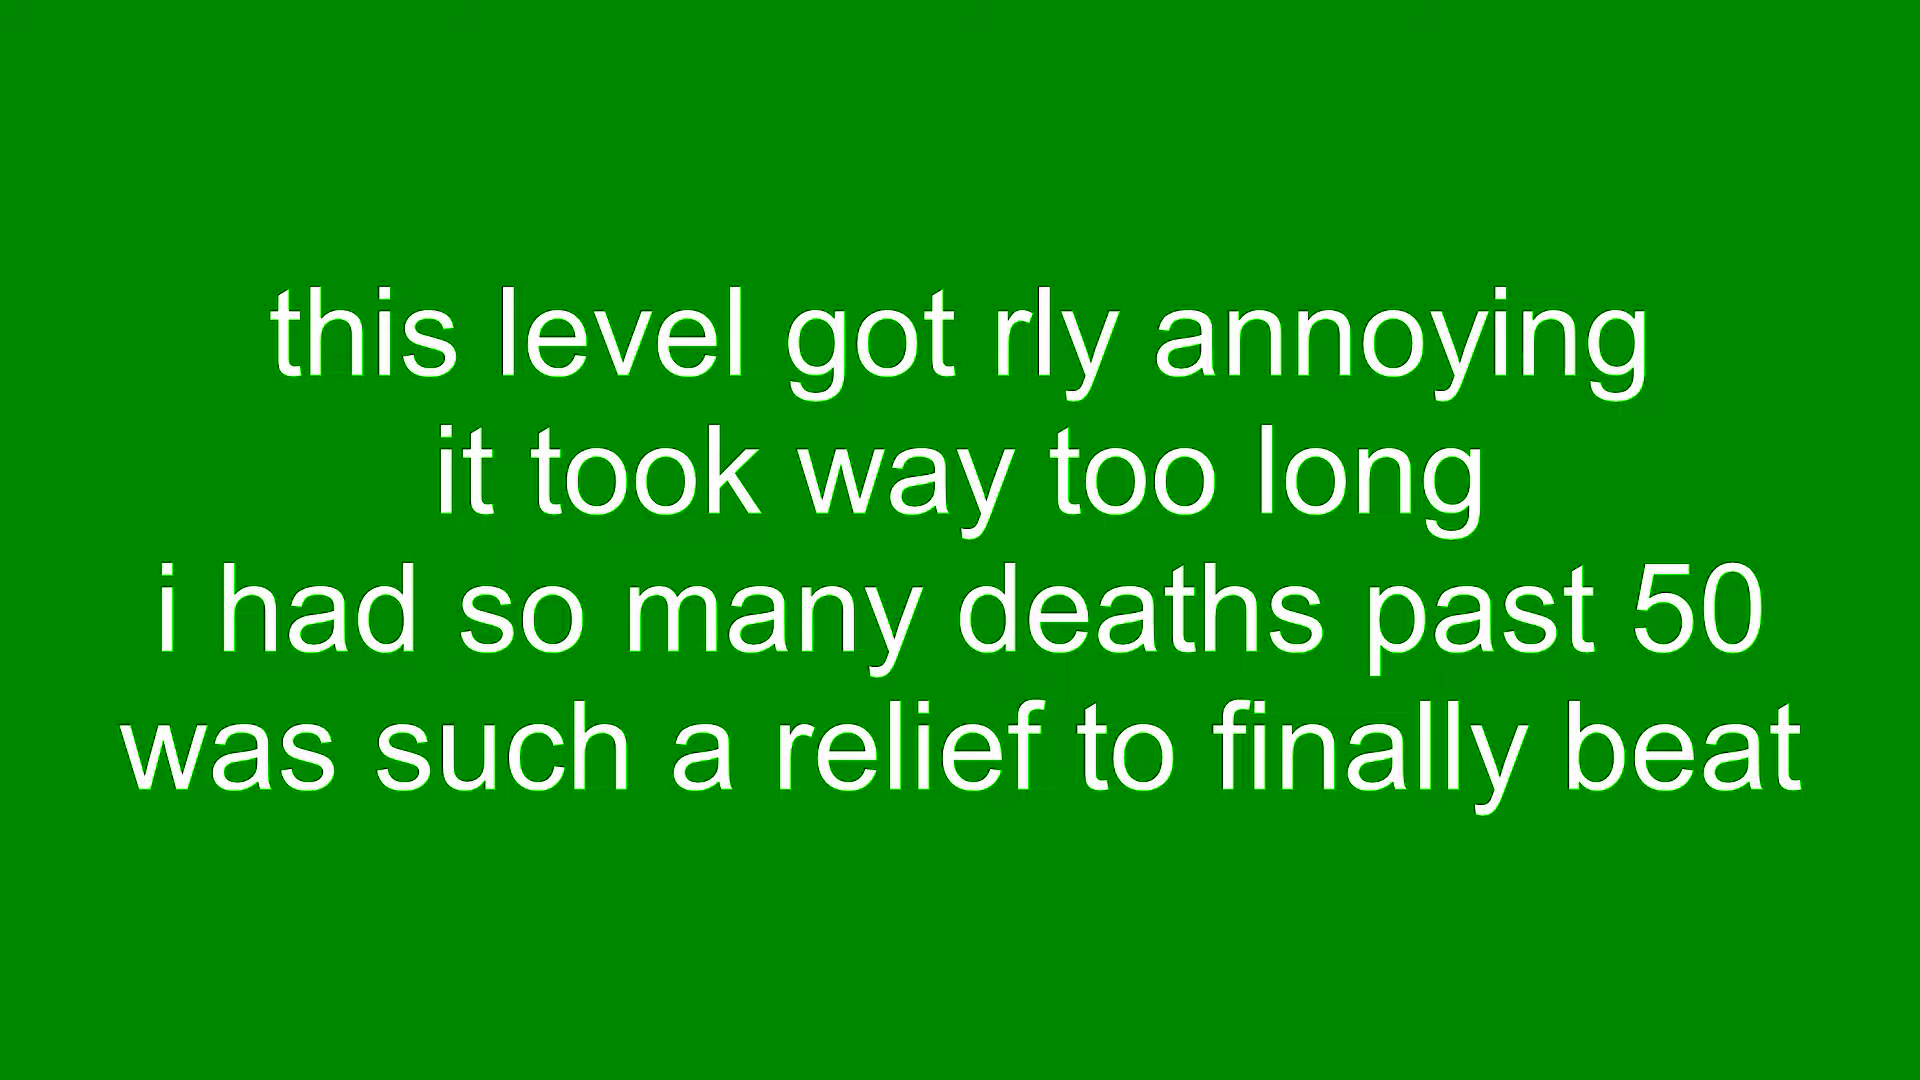 this level got rly annoying
it took way too long
i had so many deaths past 50
was such a relief to finally beat